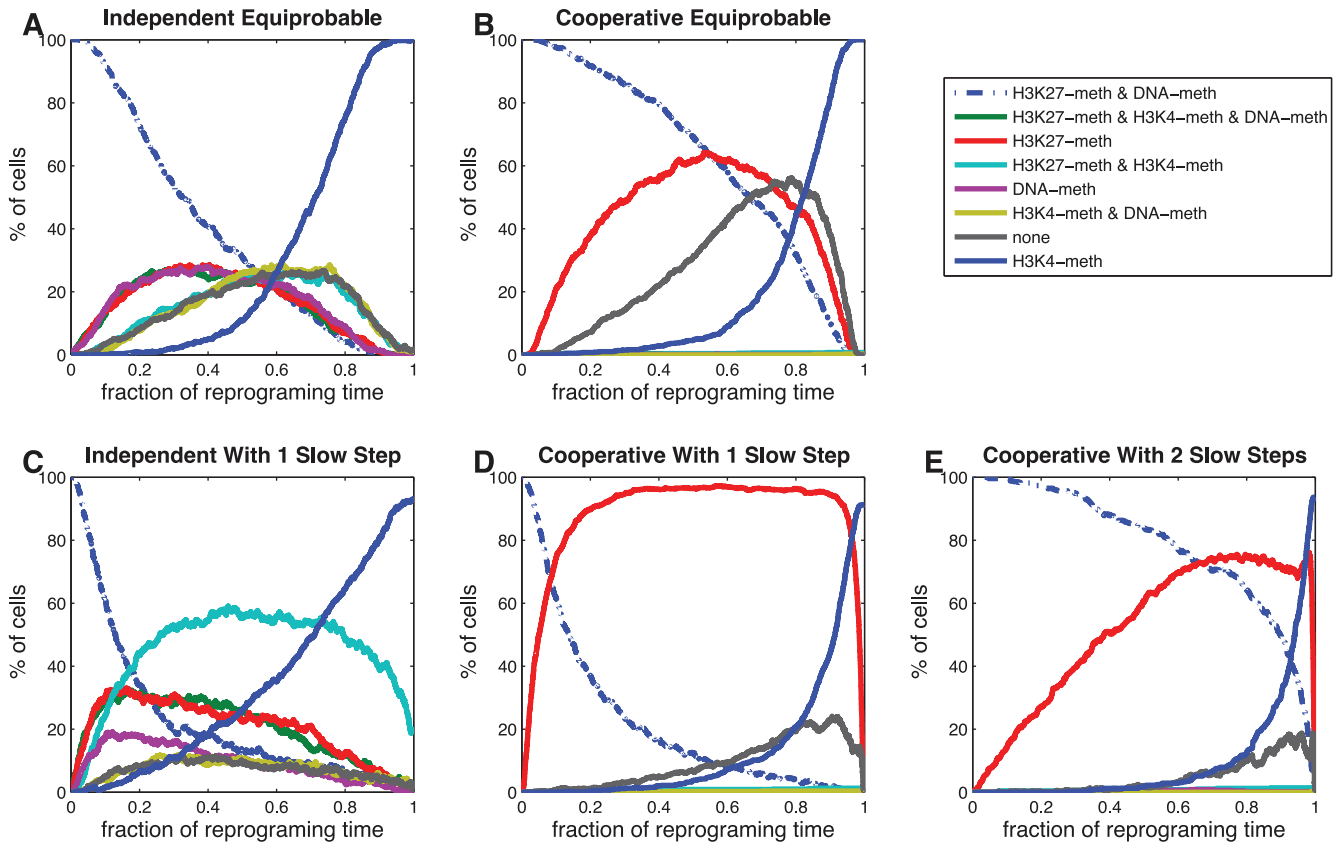 A Independent Equiprobable
100
80
60
40
20
0
% of cells
0 0.2 0.4 0.6 0.8 1
fraction of reprograming time
B Cooperative Equiprobable
100
80
60
40
20
0
% of cells
0 0.2 0.4 0.6 0.8 1
fraction of reprograming time
H3K27-meth & DNA-meth
H3K27-meth & H3K4-meth & DNA-meth
H3K27-meth
H3K27-meth & H3K4-meth
DNA-meth
H3K4-meth & DNA-meth
none
H3K4-meth
C Independent With 1 Slow Step
100
80
60
40
20
0
% of cells
0 0.2 0.4 0.6 0.8 1
fraction of reprograming time
D Cooperative With 1 Slow Step
100
80
60
40
20
0
% of cells
0 0.2 0.4 0.6 0.8 1
fraction of reprograming time
E Cooperative With 2 Slow Steps
100
80
60
40
20
0
% of cells
0 0.2 0.4 0.6 0.8 1
fraction of reprograming time